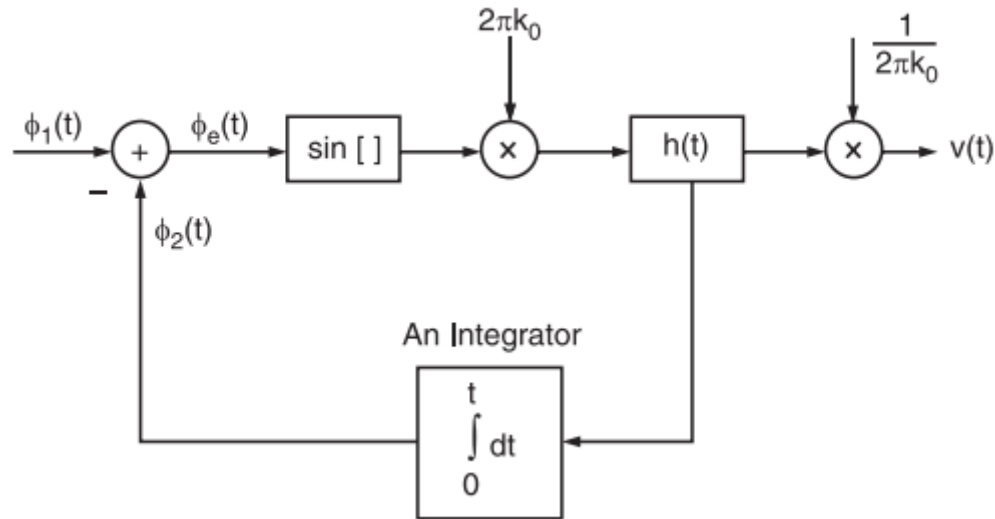 2πk₀
1
2πk₀
ϕ₁(t)
+
ϕₑ(t)
sin [ ]
×
h(t)
×
v(t)
−
ϕ₂(t)
An Integrator
t
∫ dt
0